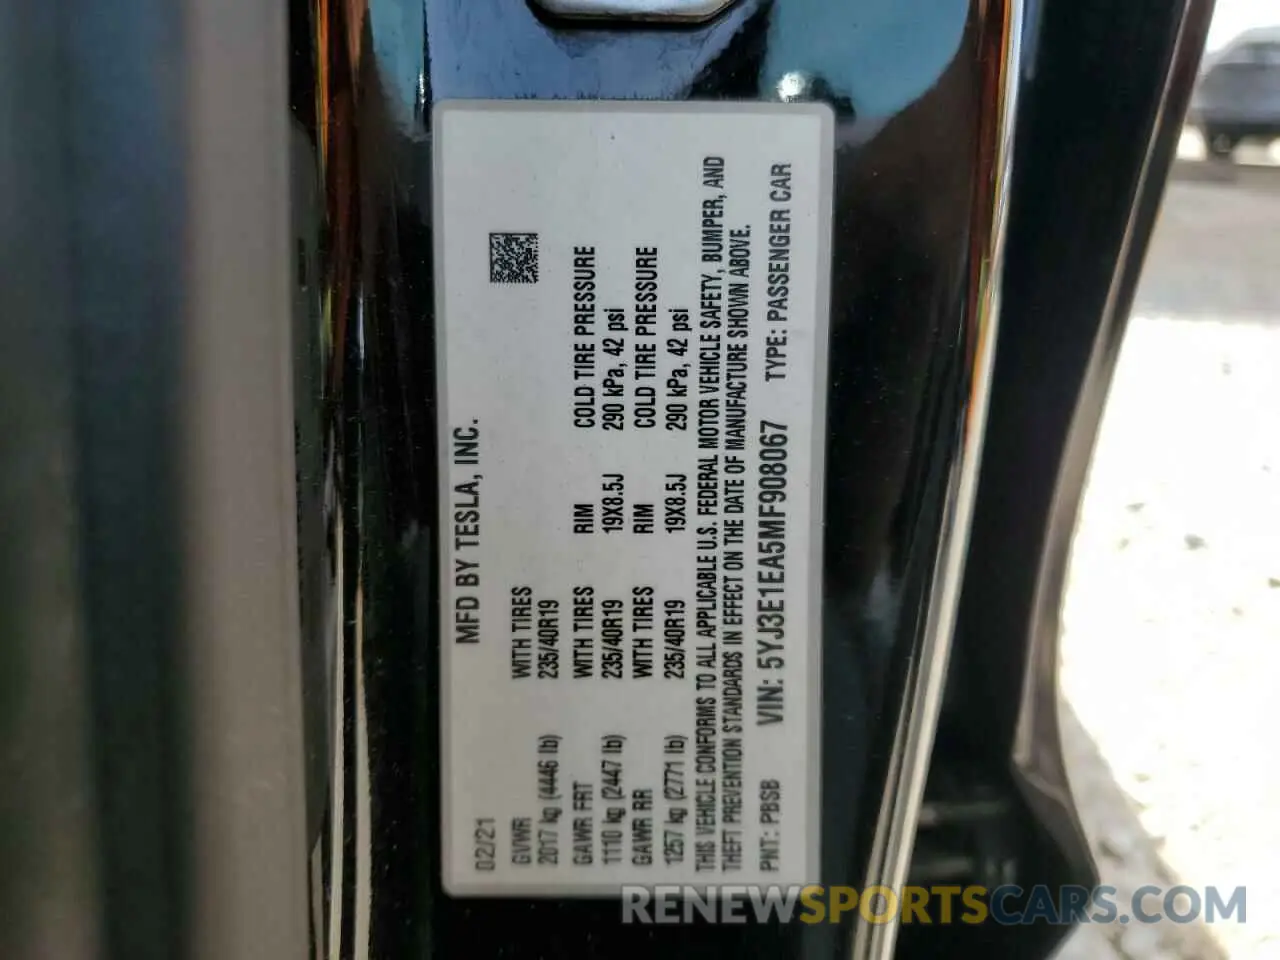 MFD BY TESLA, INC.
02/21
GVWR WITH TIRES
2017 kg (4446 lb) 235/40R19
GAWR FRT WITH TIRES RIM COLD TIRE PRESSURE
1110 kg (2447 lb) 235/40R19 19X8.5J 290 kPa, 42 psi
GAWR RR WITH TIRES RIM COLD TIRE PRESSURE
1257 kg (2771 lb) 235/40R19 19X8.5J 290 kPa, 42 psi
THIS VEHICLE CONFORMS TO ALL APPLICABLE U.S. FEDERAL MOTOR VEHICLE SAFETY, BUMPER, AND
THEFT PREVENTION STANDARDS IN EFFECT ON THE DATE OF MANUFACTURE SHOWN ABOVE.
PNT: PBSB VIN: 5YJ3E1EA5MF908067 TYPE: PASSENGER CAR
RENEWSPORTSCARS.COM